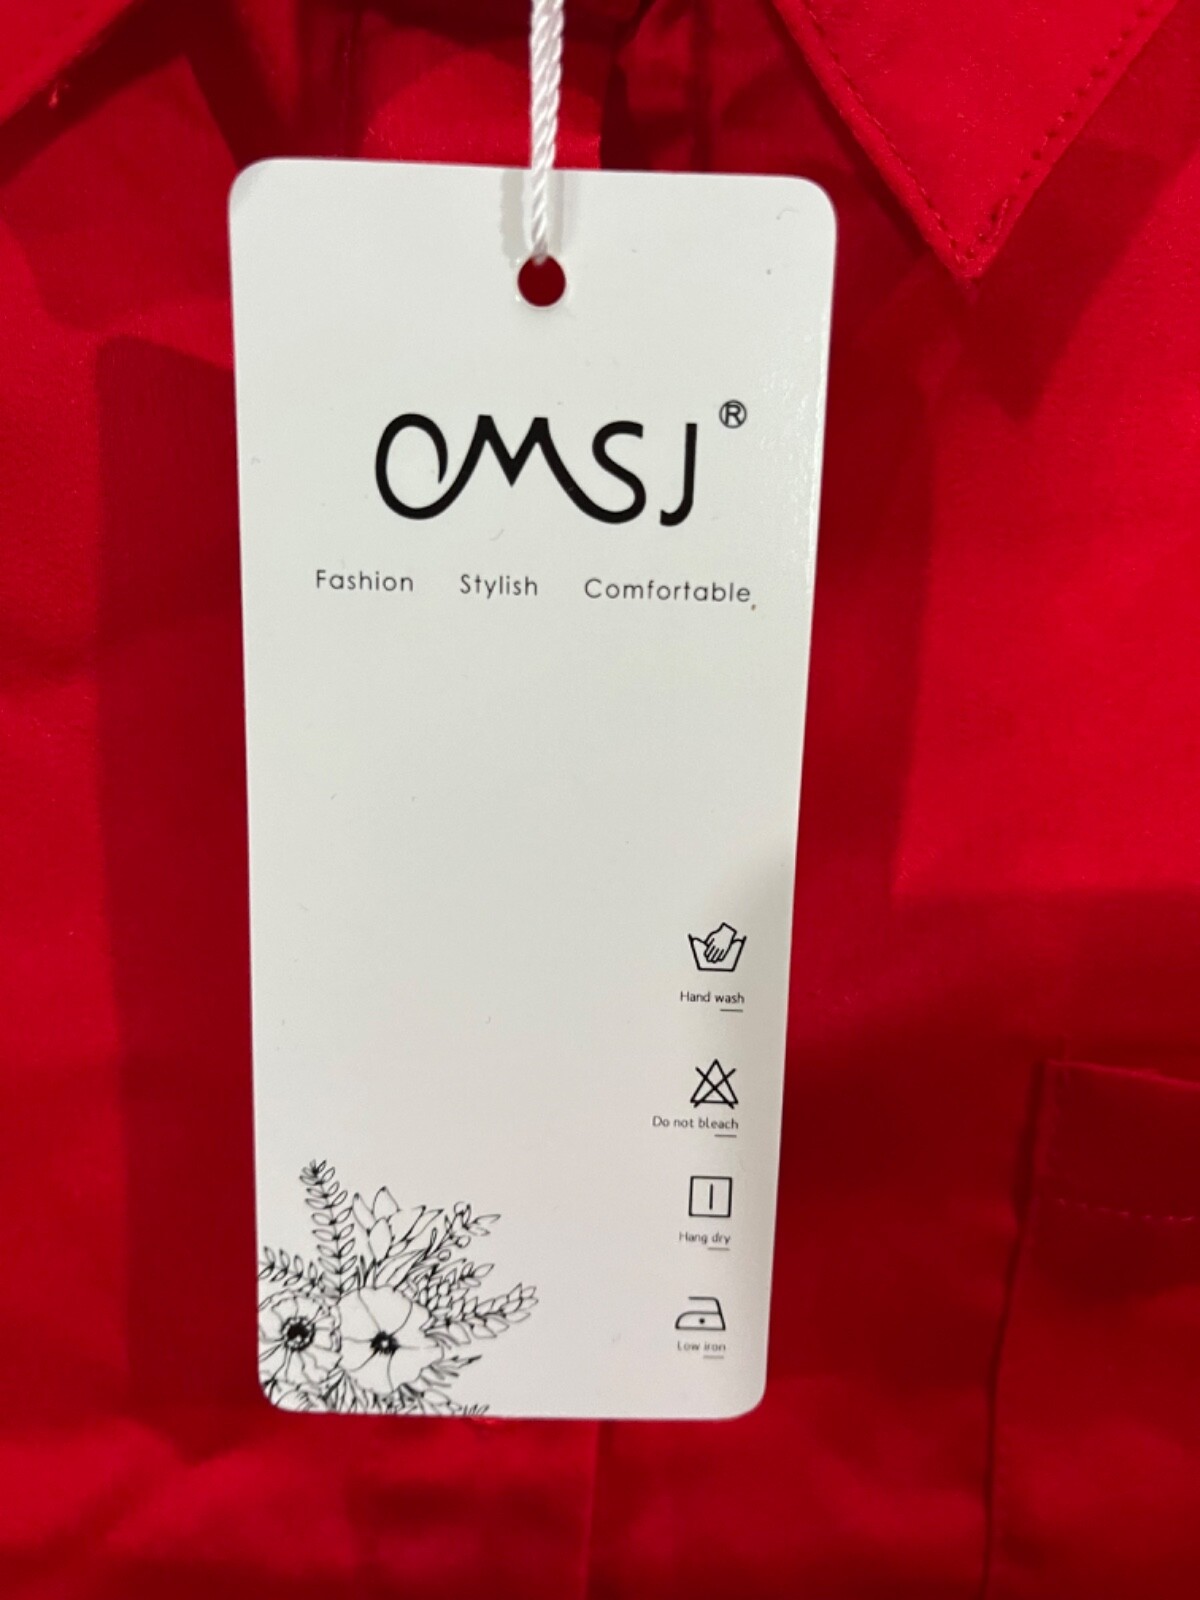 OMSJ®
Fashion Stylish Comfortable
Hand wash
Do not bleach
Hang dry
Low iron